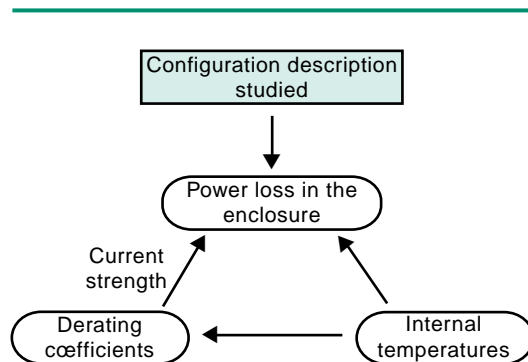 Configuration description
studied
Power loss in the
enclosure
Current
strength
Derating
cœfficients
Internal
temperatures